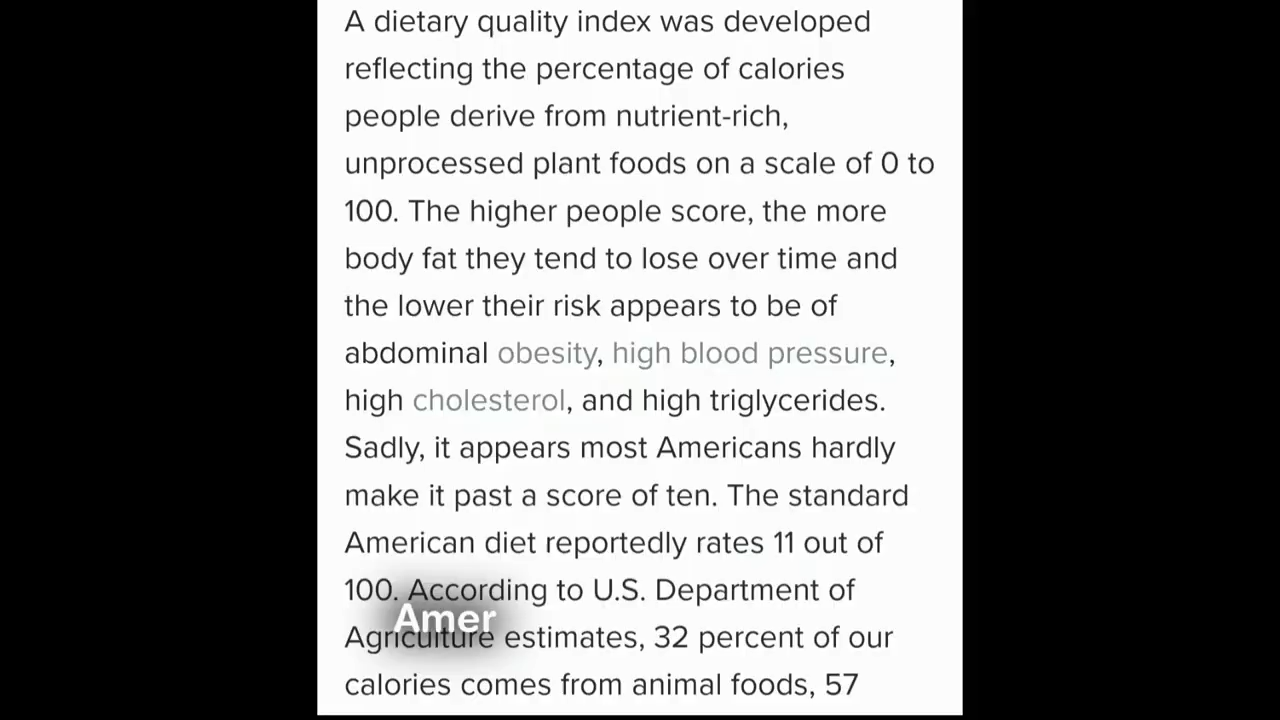 A dietary quality index was developed
reflecting the percentage of calories
people derive from nutrient-rich,
unprocessed plant foods on a scale of 0 to
100. The higher people score, the more
body fat they tend to lose over time and
the lower their risk appears to be of
abdominal obesity, high blood pressure,
high cholesterol, and high triglycerides.
Sadly, it appears most Americans hardly
make it past a score of ten. The standard
American diet reportedly rates 11 out of
100. According to U.S. Department of
Amer
Agriculture estimates, 32 percent of our
calories comes from animal foods, 57